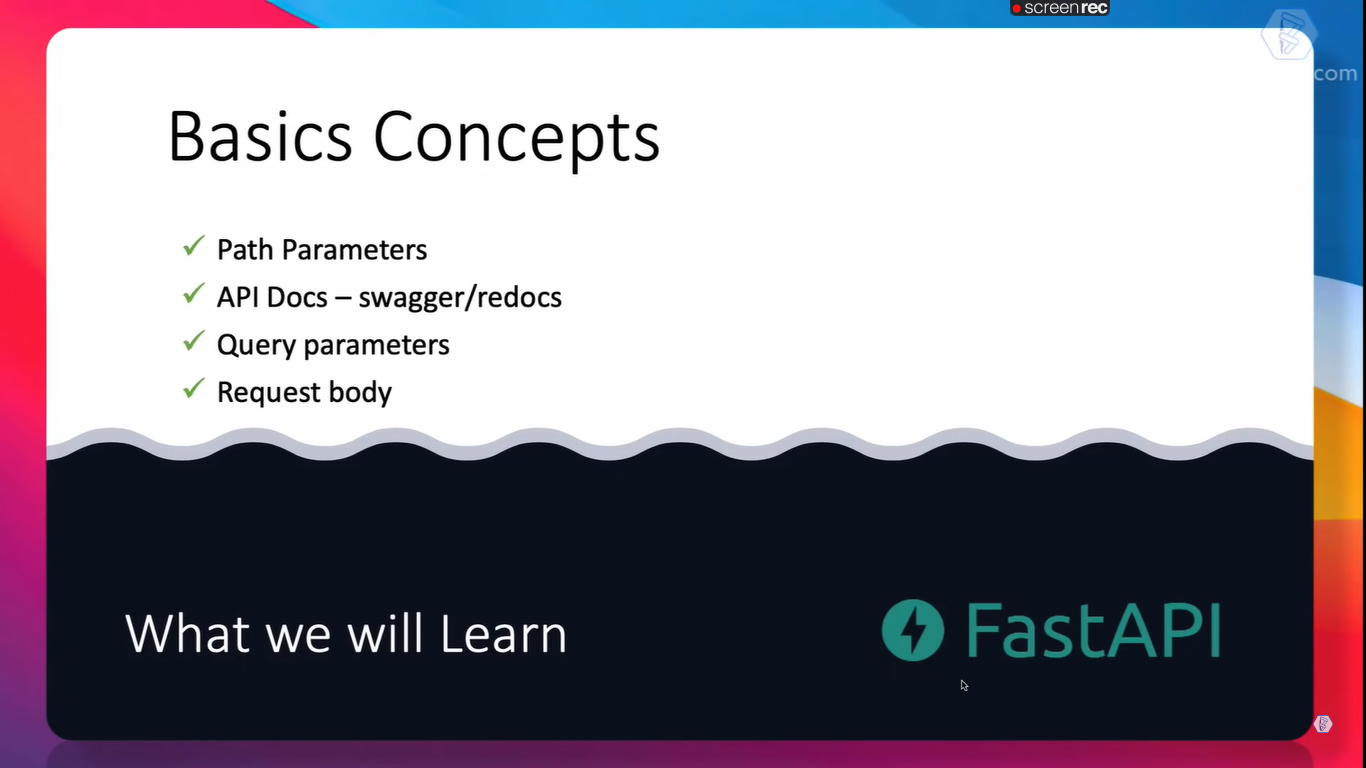 screenrec
com
Basics Concepts
✓ Path Parameters
✓ API Docs – swagger/redocs
✓ Query parameters
✓ Request body
What we will Learn
FastAPI